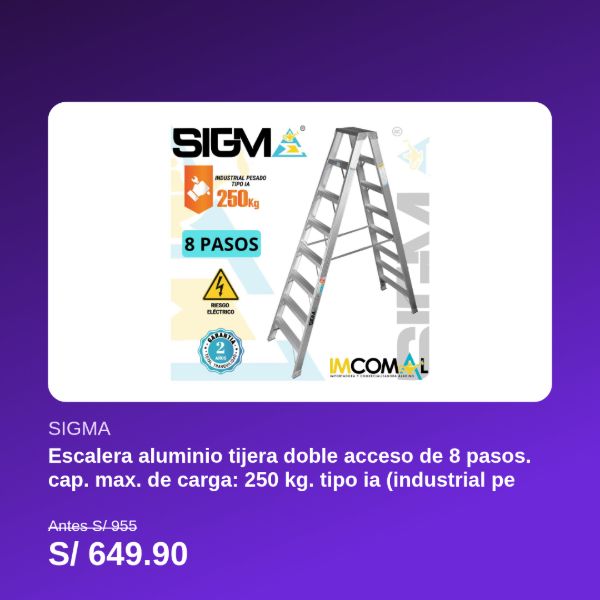 SIGMA
®
INDUSTRIAL PESADO
TIPO IA
250Kg
8 PASOS
RIESGO
ELÉCTRICO
GARANTÍA
2
AÑOS
SIGMA
IMCOMAL
SIGMA
Escalera aluminio tijera doble acceso de 8 pasos.
cap. max. de carga: 250 kg. tipo ia (industrial pe
Antes S/ 955
S/ 649.90